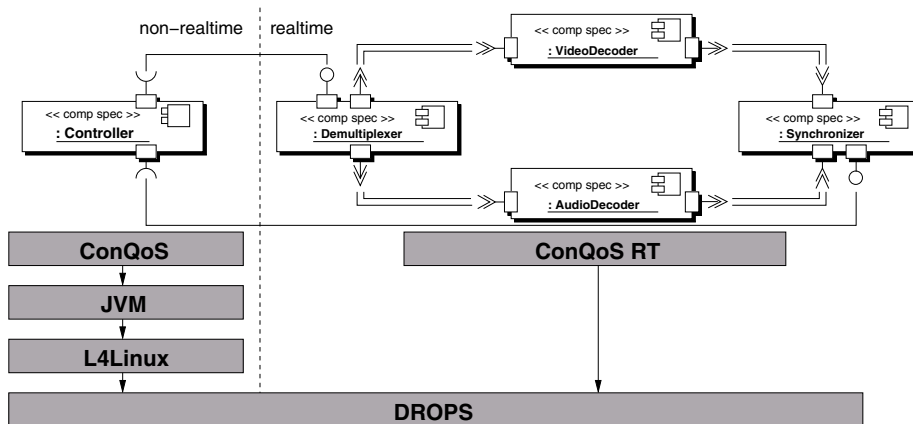 non−realtime
realtime
<< comp spec >>
: VideoDecoder
<< comp spec >>
: Controller
<< comp spec >>
: Demultiplexer
<< comp spec >>
: Synchronizer
<< comp spec >>
: AudioDecoder
ConQoS
ConQoS RT
JVM
L4Linux
DROPS